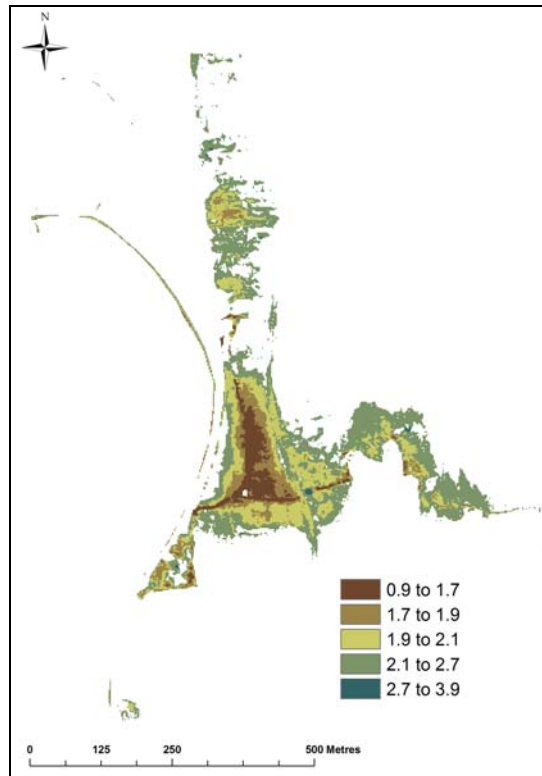 N
0.9 to 1.7
1.7 to 1.9
1.9 to 2.1
2.1 to 2.7
2.7 to 3.9
0 125 250 500 Metres